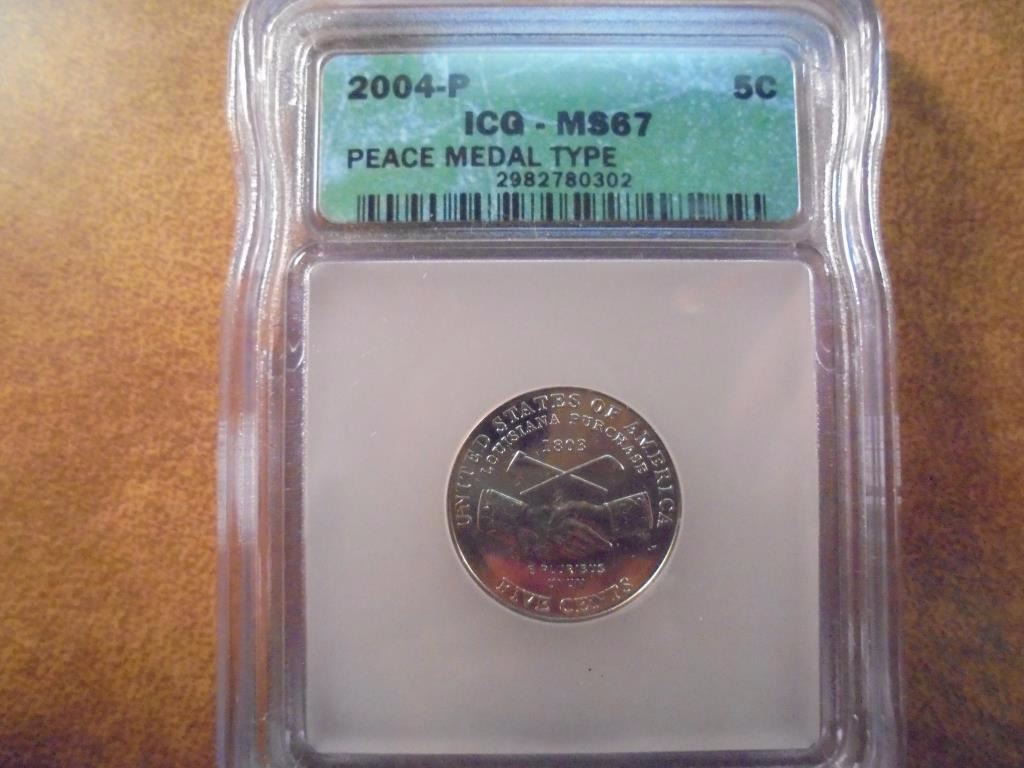 2004-P 5C
ICG - MS67
PEACE MEDAL TYPE
2982780302
UNITED STATES OF AMERICA
LOUISIANA PURCHASE
1803
E PLURIBUS
UNUM
FIVE CENTS